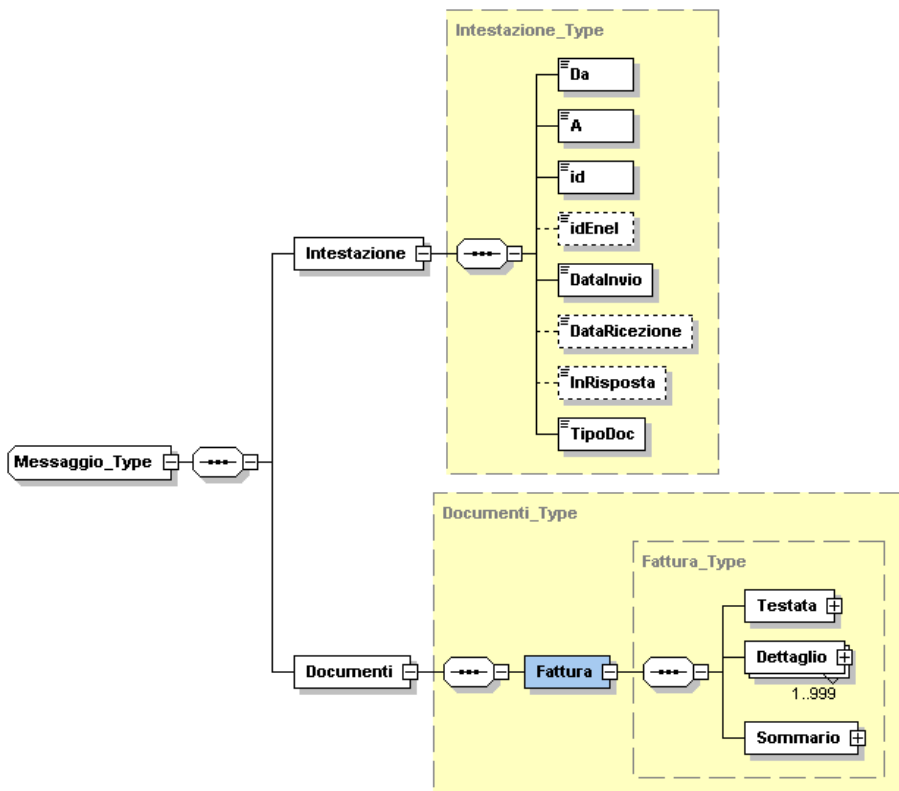 Intestazione_Type
Da
A
id
idEnel
Intestazione
DataInvio
DataRicezione
InRisposta
TipoDoc
Messaggio_Type
Documenti_Type
Fattura_Type
Testata
Documenti
Fattura
Dettaglio
1..999
Sommario